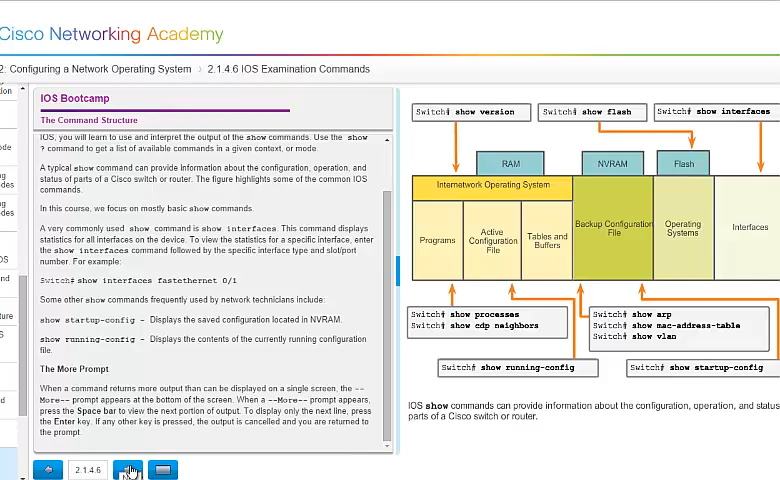 Cisco Networking Academy
2: Configuring a Network Operating System › 2.1.4.6 IOS Examination Commands
IOS Bootcamp
The Command Structure
IOS, you will learn to use and interpret the output of the show commands. Use the show
? command to get a list of available commands in a given context, or mode.
A typical show command can provide information about the configuration, operation, and
status of parts of a Cisco switch or router. The figure highlights some of the common IOS
commands.
In this course, we focus on mostly basic show commands.
A very commonly used show command is show interfaces. This command displays
statistics for all interfaces on the device. To view the statistics for a specific interface, enter
the show interfaces command followed by the specific interface type and slot/port
number. For example:
Switch# show interfaces fastethernet 0/1
Some other show commands frequently used by network technicians include:
show startup-config - Displays the saved configuration located in NVRAM.
show running-config - Displays the contents of the currently running configuration
file.
The More Prompt
When a command returns more output than can be displayed on a single screen, the --
More-- prompt appears at the bottom of the screen. When a --More-- prompt appears,
press the Space bar to view the next portion of output. To display only the next line, press
the Enter key. If any other key is pressed, the output is cancelled and you are returned to
the prompt.
2.1.4.6
Switch# show version
Switch# show flash
Switch# show interfaces
RAM
NVRAM
Flash
Internetwork Operating System
Programs
Active
Configuration
File
Tables and
Buffers
Backup Configuration
File
Operating
Systems
Interfaces
Switch# show processes
Switch# show cdp neighbors
Switch# show arp
Switch# show mac-address-table
Switch# show vlan
Switch# show running-config
Switch# show startup-config
IOS show commands can provide information about the configuration, operation, and status
parts of a Cisco switch or router.